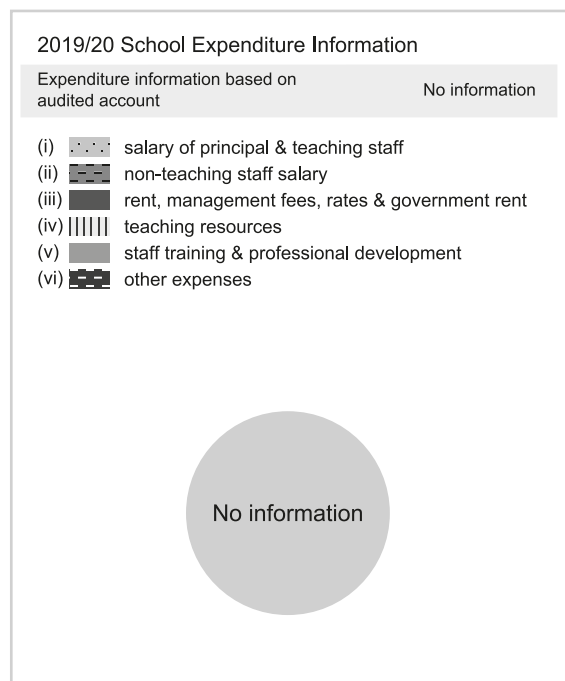 2019/20 School Expenditure Information
Expenditure information based on
audited account
No information
(i) salary of principal & teaching staff
(ii) non-teaching staff salary
(iii) rent, management fees, rates & government rent
(iv) teaching resources
(v) staff training & professional development
(vi) other expenses
No information